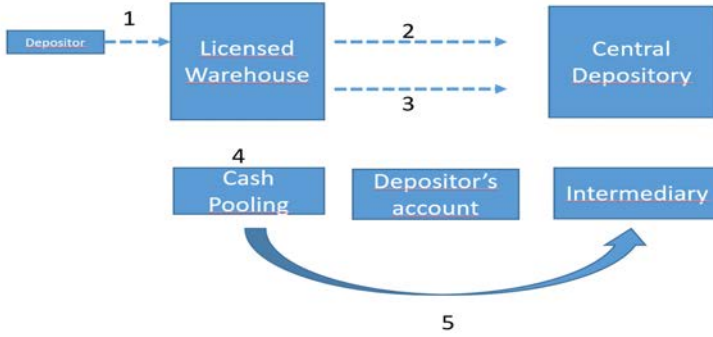 1
Depositor
Licensed
Warehouse
2
3
Central
Depository
4
Cash
Pooling
Depositor's
account
Intermediary
5